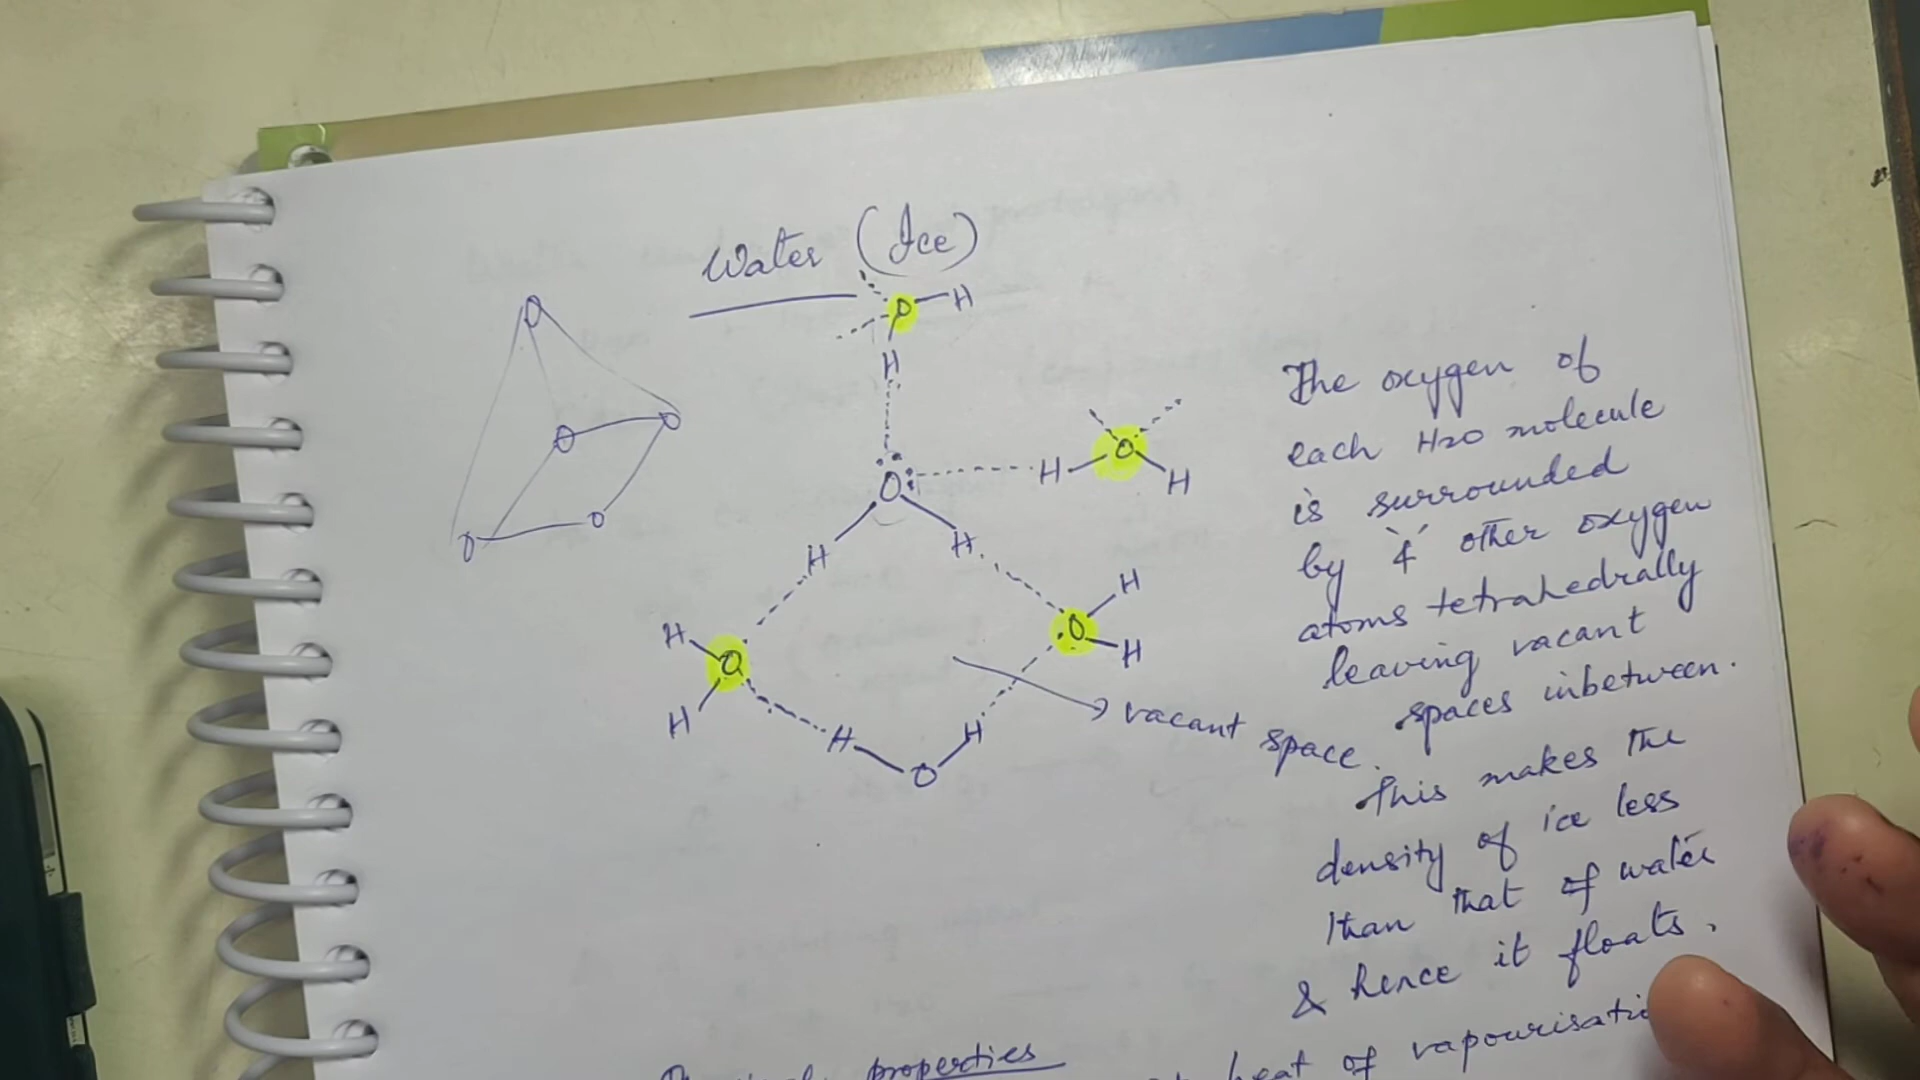 Water (Ice)
O-H
H
O
H-O
H
H
H
H
O
H
O
H
H
H
H
O
vacant space.
The oxygen of
each H2O molecule
is surrounded
by '4' other oxygen
atoms tetrahedrally
leaving vacant
spaces inbetween.
This makes the
density of ice less
than that of water
& hence it floats.
properties
heat of vapourisatio